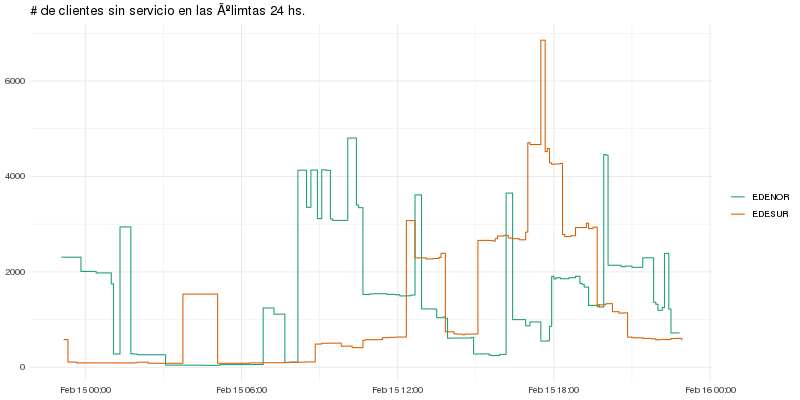 # de clientes sin servicio en las Ãºlimtas 24 hs.
6000
4000
2000
0
Feb 15 00:00
Feb 15 06:00
Feb 15 12:00
Feb 15 18:00
Feb 16 00:00
EDENOR
EDESUR